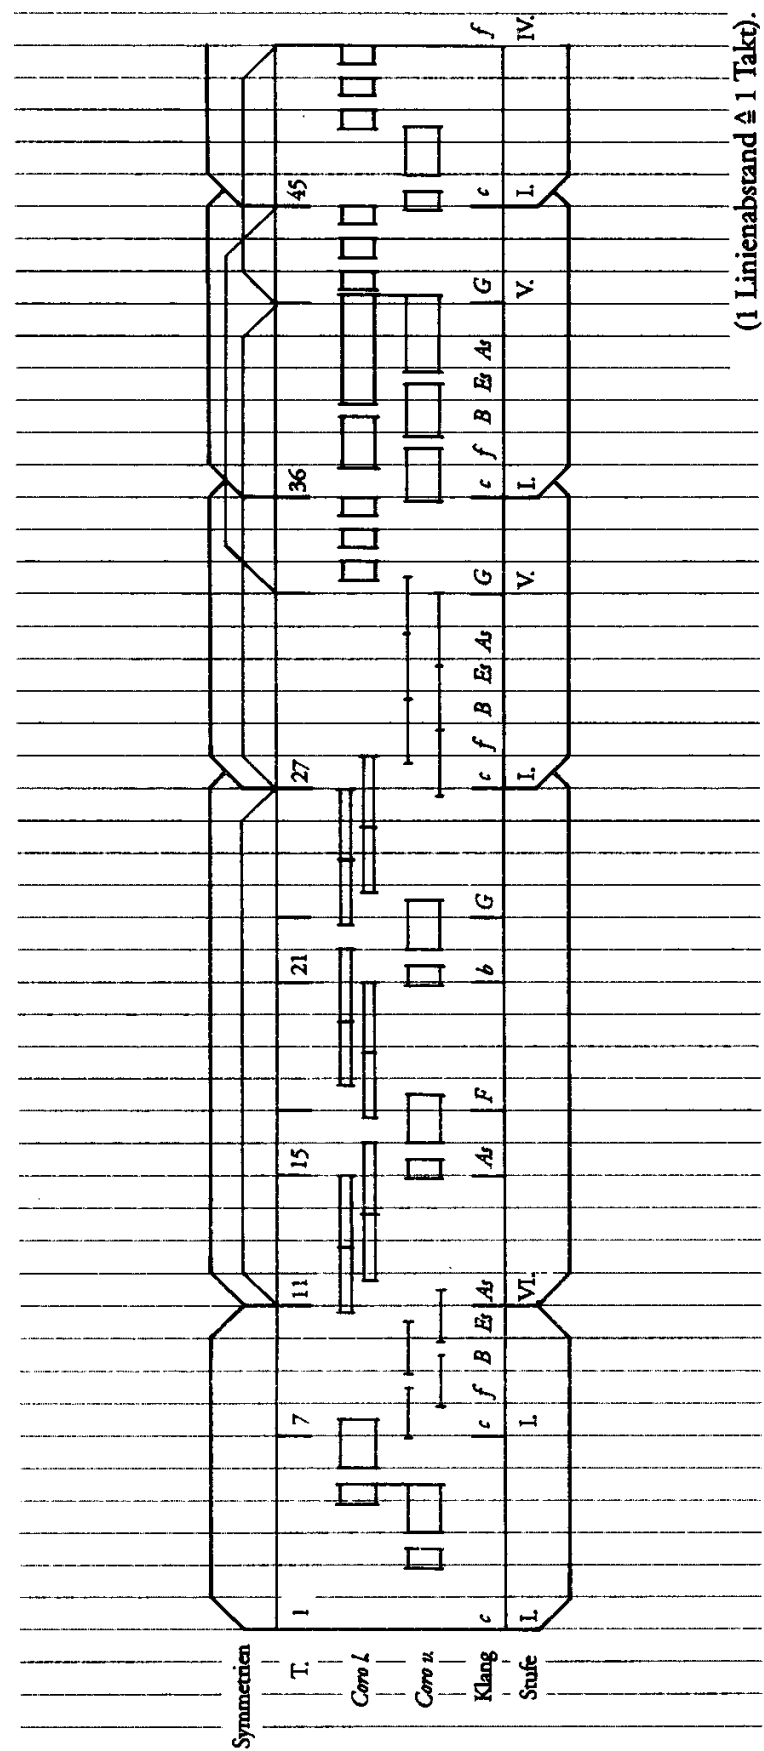 Symmetrien
T. 1 7 11 15 21 27 36 45
Coro l.
Coro v.
Klang c c f B Es As As F b G c f B Es As G c f B Es As G c f
Stufe I. I. VI. I. V. I. V. I. IV.
(1 Linienabstand ≙ 1 Takt).